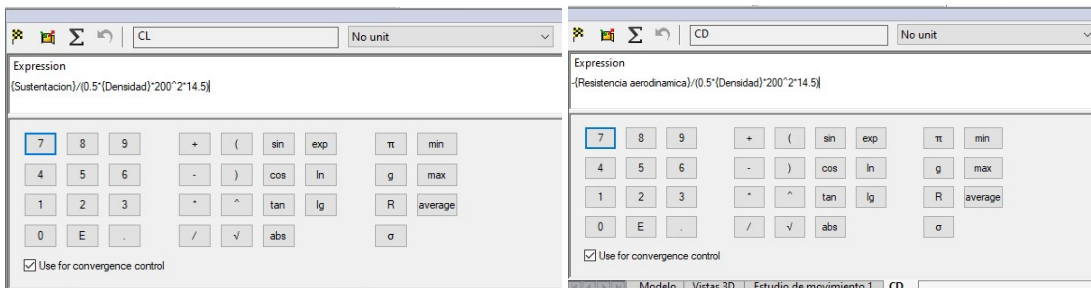 CL No unit
Expression
{Sustentacion}/(0.5*{Densidad}*200^2*14.5)
7 8 9 + ( sin exp π min
4 5 6 - ) cos ln g max
1 2 3 * ^ tan lg R average
0 E . / √ abs σ
Use for convergence control
CD No unit
Expression
-{Resistencia aerodinamica}/(0.5*{Densidad}*200^2*14.5)
7 8 9 + ( sin exp π min
4 5 6 - ) cos ln g max
1 2 3 * ^ tan lg R average
0 E . / √ abs σ
Use for convergence control
Modelo Vistas 3D Estudio de movimiento 1 CD